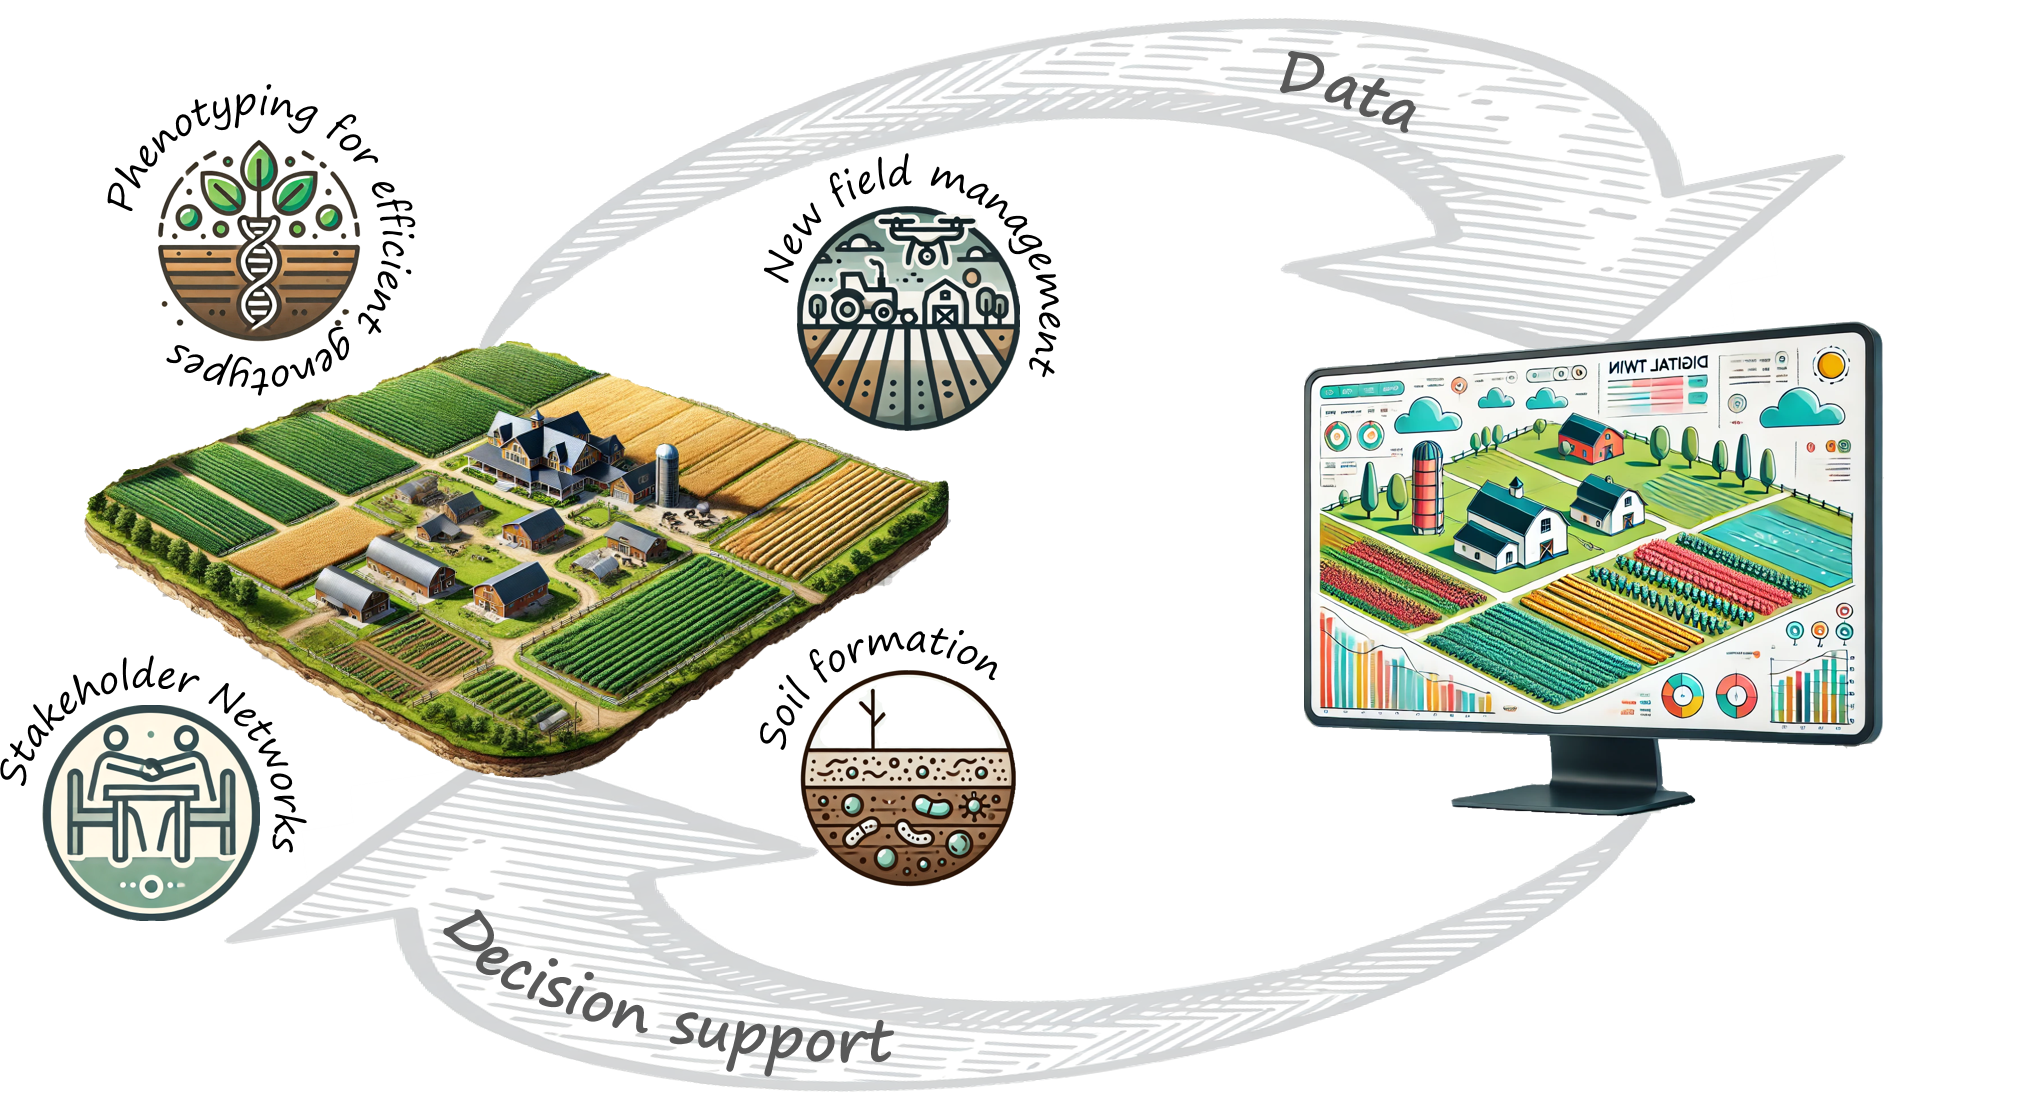 Data
Phenotyping for efficient genotypes
New field management
DIGITAL TWIN
Soil formation
Stakeholder Networks
Decision support